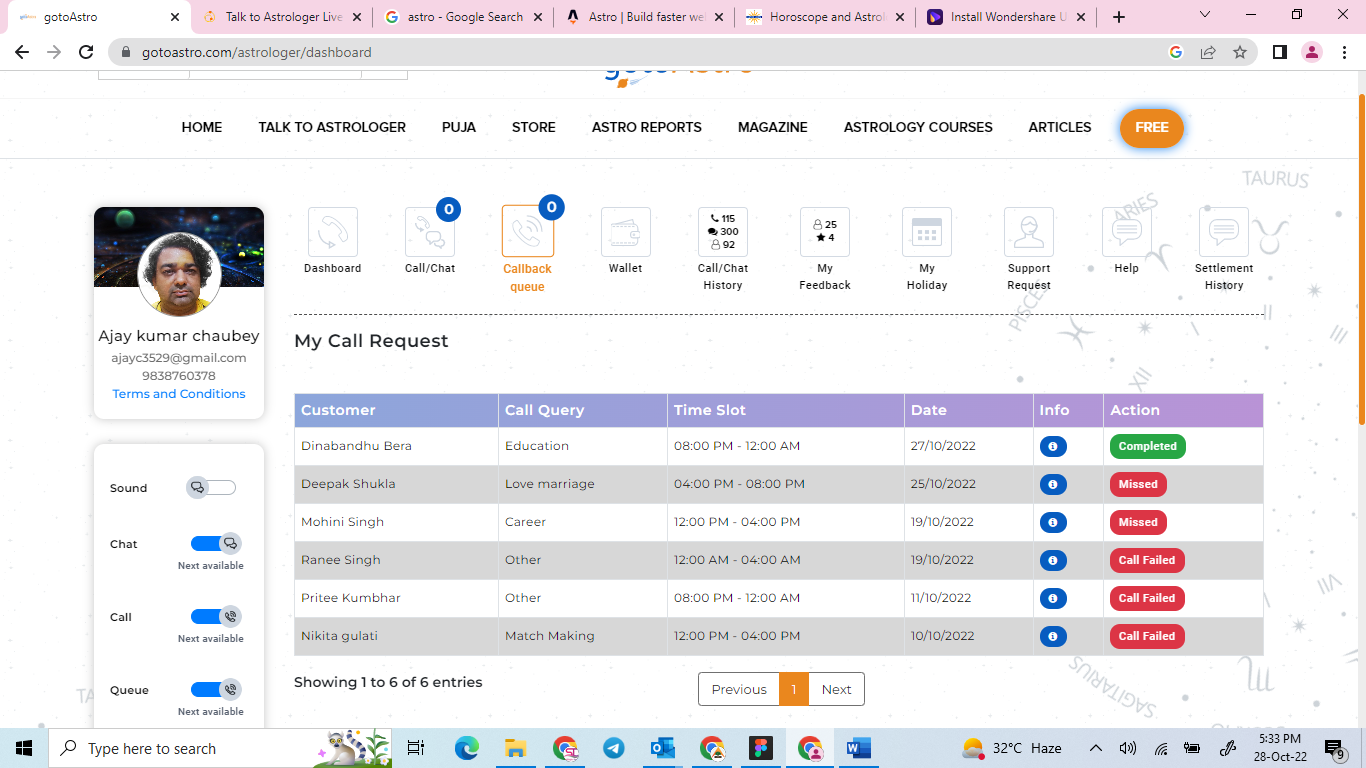 gotoAstro
Talk to Astrologer Live
astro - Google Search
Astro | Build faster we
Horoscope and Astrol
Install Wondershare U
gotoastro.com/astrologer/dashboard
gotoAstro
HOME TALK TO ASTROLOGER PUJA STORE ASTRO REPORTS MAGAZINE ASTROLOGY COURSES ARTICLES FREE
TAURUS
ARIES
PISCES
0
Dashboard
Call/Chat
0
Callback
queue
Wallet
115
300
92
Call/Chat
History
25
4
My
Feedback
My
Holiday
Support
Request
Help
Settlement
History
Ajay kumar chaubey
ajayc3529@gmail.com
9838760378
Terms and Conditions
Sound
Chat
Next available
Call
Next available
Queue
Next available
My Call Request
Customer Call Query Time Slot Date Info Action
Dinabandhu Bera Education 08:00 PM - 12:00 AM 27/10/2022 Completed
Deepak Shukla Love marriage 04:00 PM - 08:00 PM 25/10/2022 Missed
Mohini Singh Career 12:00 PM - 04:00 PM 19/10/2022 Missed
Ranee Singh Other 12:00 AM - 04:00 AM 19/10/2022 Call Failed
Pritee Kumbhar Other 08:00 PM - 12:00 AM 11/10/2022 Call Failed
Nikita gulati Match Making 12:00 PM - 04:00 PM 10/10/2022 Call Failed
Showing 1 to 6 of 6 entries
Previous 1 Next
II
I
III
XII
VII
SAGITARRIUS
Type here to search
32°C Haze
5:33 PM
28-Oct-22
9